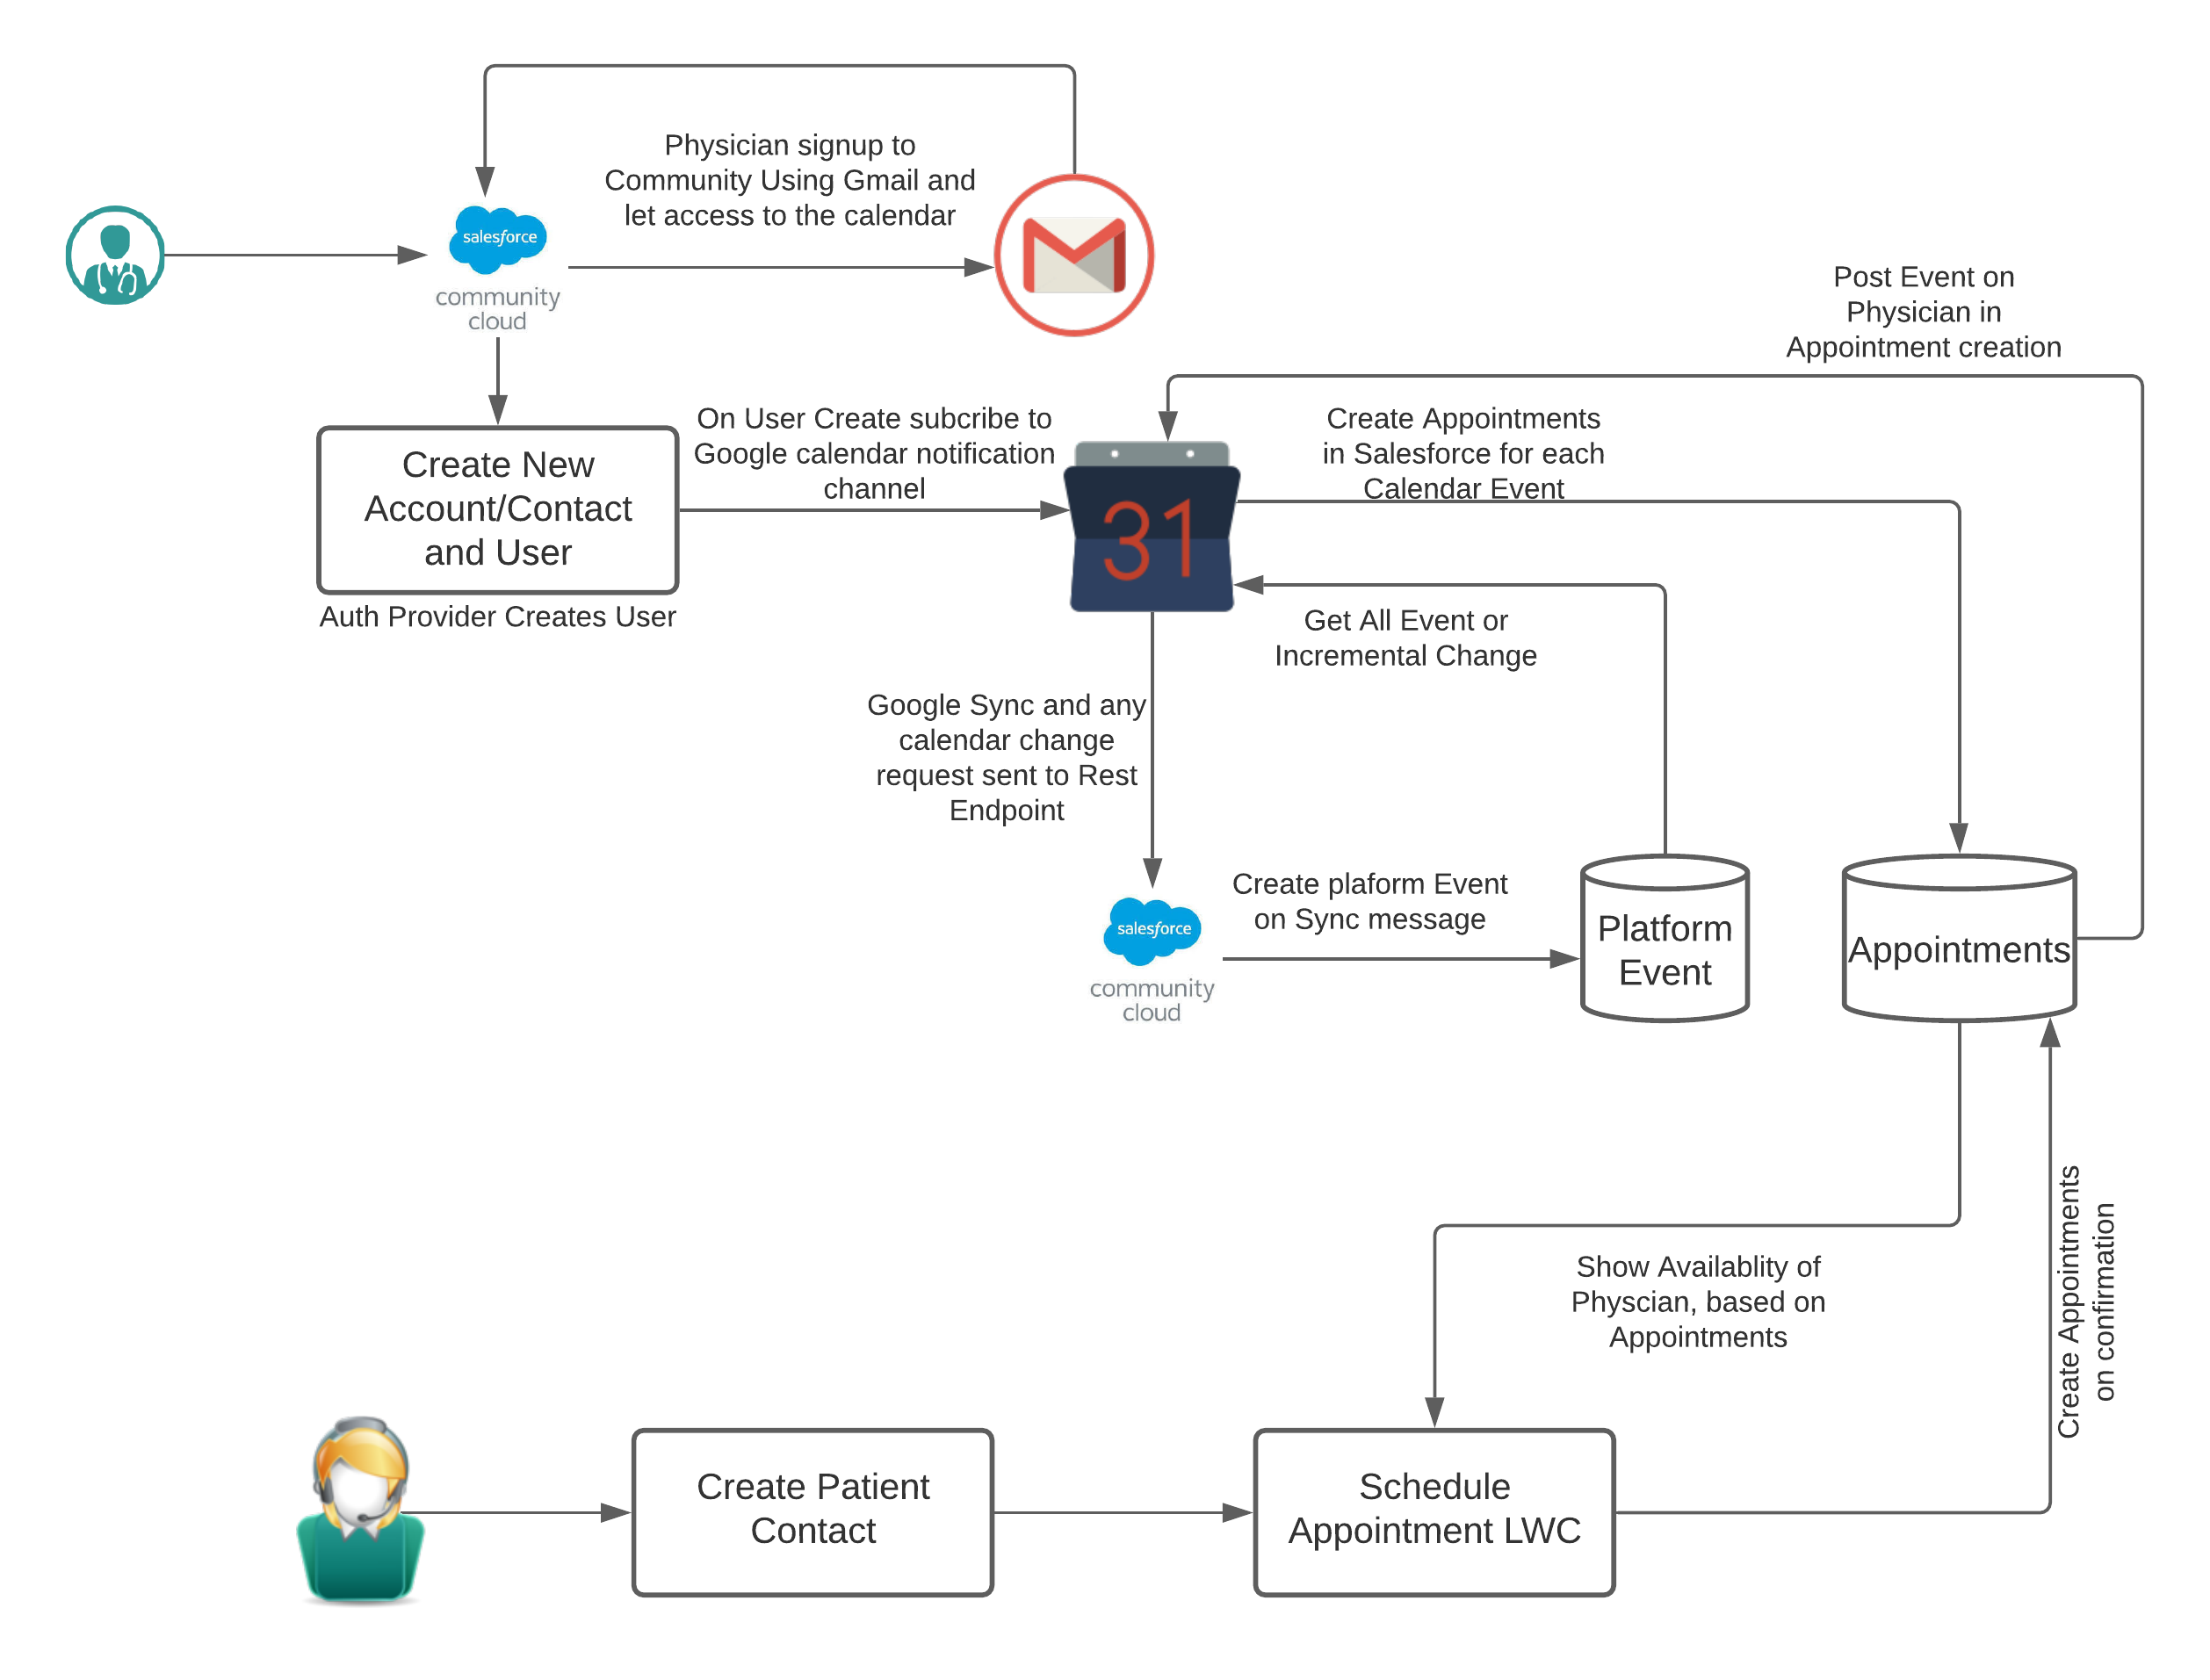 Physician signup to
Community Using Gmail and
let access to the calendar
salesforce
community
cloud
Post Event on
Physician in
Appointment creation
Create New
Account/Contact
and User
Auth Provider Creates User
On User Create subcribe to
Google calendar notification
channel
31
Create Appointments
in Salesforce for each
Calendar Event
Get All Event or
Incremental Change
Google Sync and any
calendar change
request sent to Rest
Endpoint
salesforce
community
cloud
Create plaform Event
on Sync message
Platform
Event
Appointments
Show Availablity of
Physcian, based on
Appointments
Create Appointments
on confirmation
Create Patient
Contact
Schedule
Appointment LWC